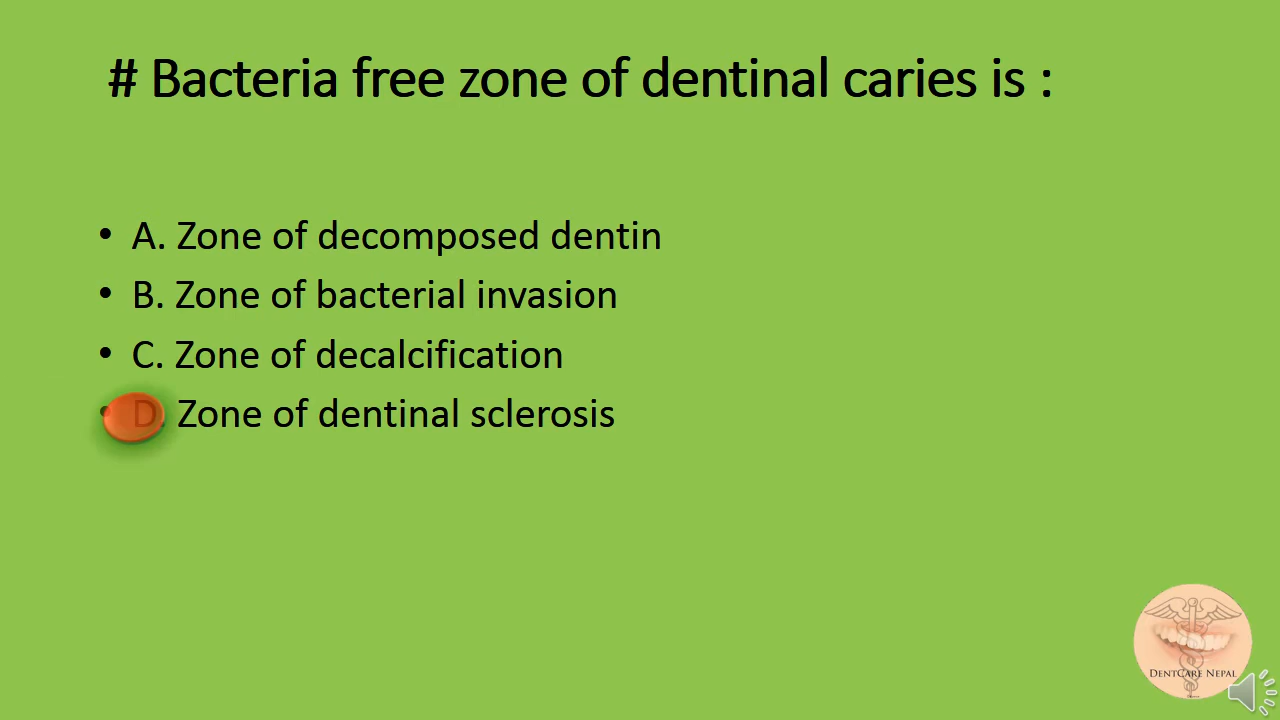 # Bacteria free zone of dentinal caries is :
• A. Zone of decomposed dentin
• B. Zone of bacterial invasion
• C. Zone of decalcification
• D. Zone of dentinal sclerosis
DENTCARE NEPAL